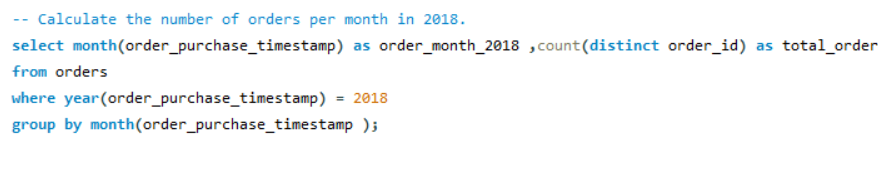 -- Calculate the number of orders per month in 2018.
select month(order_purchase_timestamp) as order_month_2018 ,count(distinct order_id) as total_order
from orders
where year(order_purchase_timestamp) = 2018
group by month(order_purchase_timestamp );